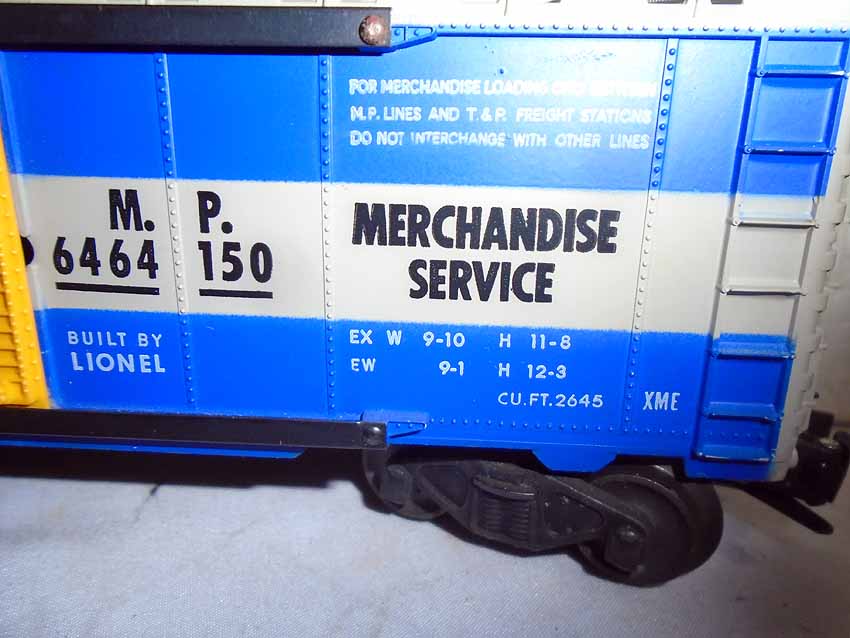 FOR MERCHANDISE LOADING ONLY BETWEEN
M.P. LINES AND T.& P. FREIGHT STATIONS
DO NOT INTERCHANGE WITH OTHER LINES
M. P.
6464 150
MERCHANDISE
SERVICE
BUILT BY
LIONEL
EX W 9-10 H 11-8
EW 9-1 H 12-3
CU.FT.2645
XME